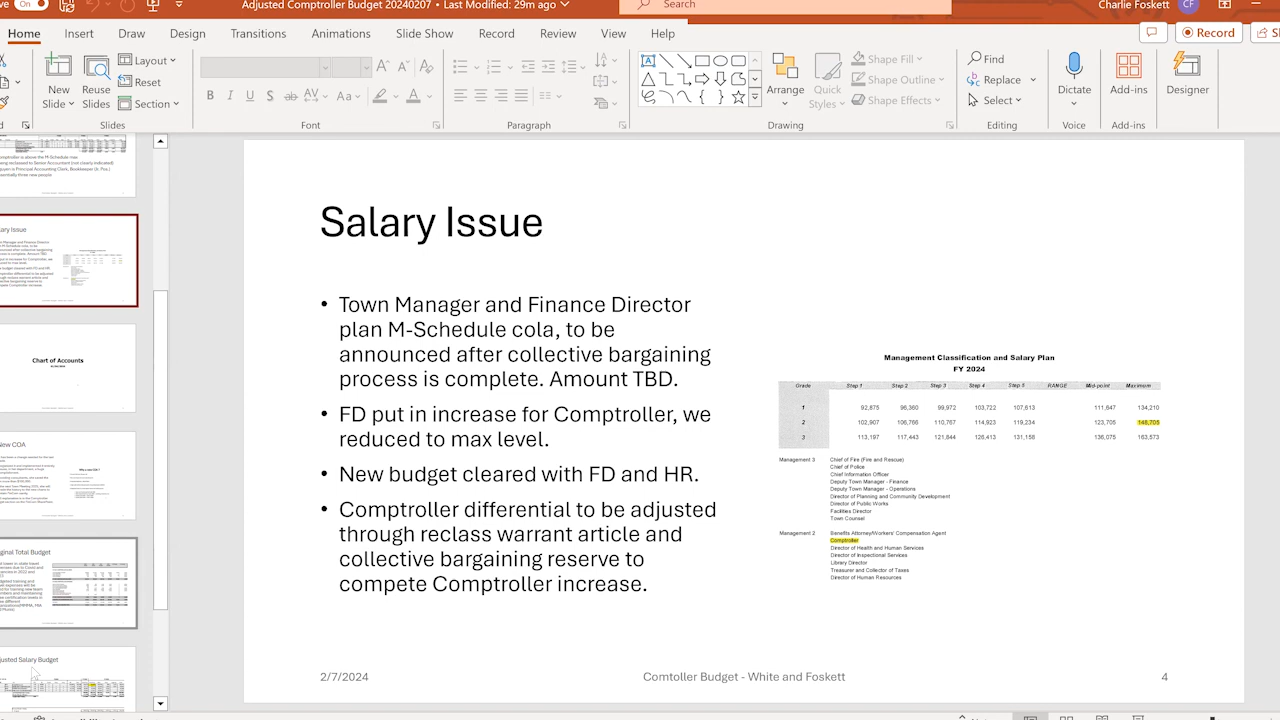 Adjusted Comptroller Budget 20240207 • Last Modified: 29m ago
Search
Charlie Foskett
CF
On
Home Insert Draw Design Transitions Animations Slide Show Record Review View Help
Record
New Slide
Reuse Slides
Layout
Reset
Section
Slides
B I U S ab AV Aa A
Font
Paragraph
Arrange
Quick Styles
Shape Fill
Shape Outline
Shape Effects
Drawing
Find
Replace
Select
Editing
Dictate
Voice
Add-ins
Add-ins
Designer
Salary Issue
• Town Manager and Finance Director
plan M-Schedule cola, to be
announced after collective bargaining
process is complete. Amount TBD.
• FD put in increase for Comptroller, we
reduced to max level.
• New budget cleared with FD and HR.
• Comptroller differential to be adjusted
through reclass warrant article and
collective bargaining reserve to
compete Comptroller increase.
Management Classification and Salary Plan
FY 2024
Grade Step 1 Step 2 Step 3 Step 4 Step 5 RANGE Mid-point Maximum
1 92,875 96,360 99,972 103,722 107,613 111,647 134,210
2 102,907 106,766 110,767 114,923 119,234 123,705 148,705
3 113,197 117,443 121,844 126,413 131,156 136,075 163,573
Management 3 Chief of Fire (Fire and Rescue)
Chief of Police
Chief Information Officer
Deputy Town Manager - Finance
Deputy Town Manager - Operations
Director of Planning and Community Development
Director of Public Works
Facilities Director
Town Counsel
Management 2 Benefits Attorney/Workers' Compensation Agent
Comptroller
Director of Health and Human Services
Director of Inspectional Services
Library Director
Treasurer and Collector of Taxes
Director of Human Resources
2/7/2024 Comtoller Budget - White and Foskett 4
Chart of Accounts
New COA
Total Budget
Salary Budget